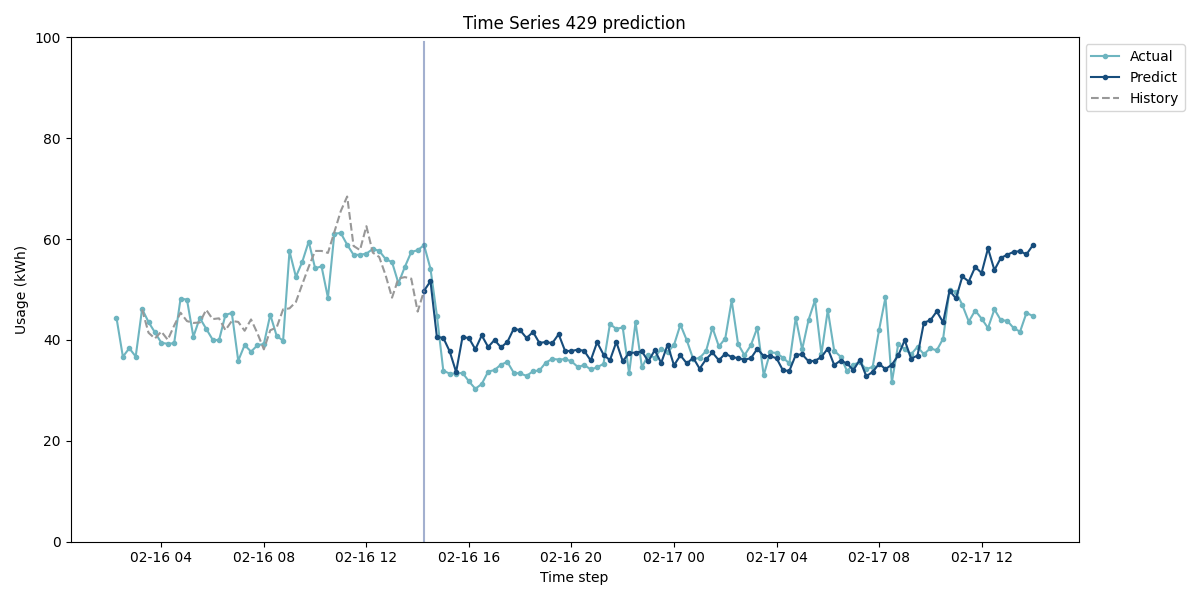 Time Series 429 prediction
100
80
60
40
20
0
Usage (kWh)
02-16 04 02-16 08 02-16 12 02-16 16 02-16 20 02-17 00 02-17 04 02-17 08 02-17 12
Time step
Actual
Predict
History